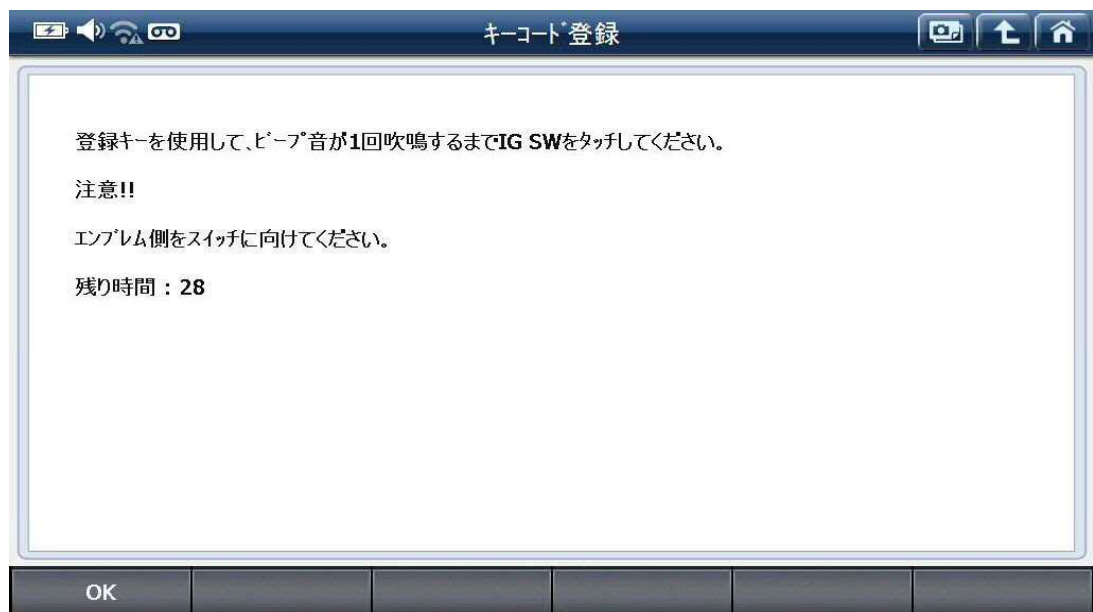 キーコード登録
登録キーを使用して、ビープ音が1回吹鳴するまでIG SWをタッチしてください。
注意!!
エンブレム側をスイッチに向けてください。
残り時間：28
OK